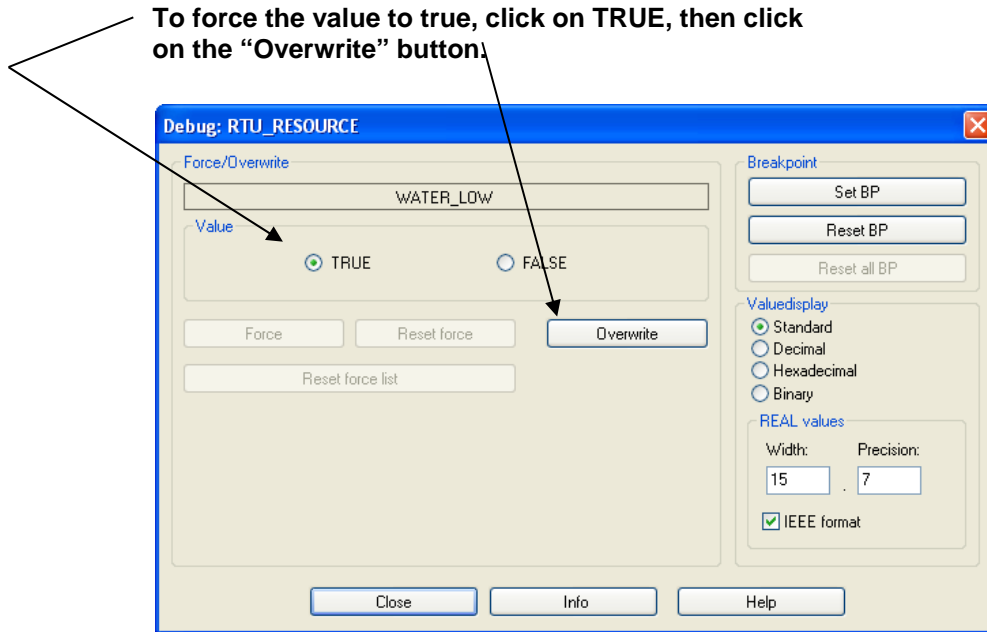 To force the value to true, click on TRUE, then click
on the “Overwrite” button.
Debug: RTU_RESOURCE
Force/Overwrite
WATER_LOW
Value
TRUE
FALSE
Force
Reset force
Overwrite
Reset force list
Breakpoint
Set BP
Reset BP
Reset all BP
Valuedisplay
Standard
Decimal
Hexadecimal
Binary
REAL values
Width:
Precision:
15 . 7
IEEE format
Close
Info
Help